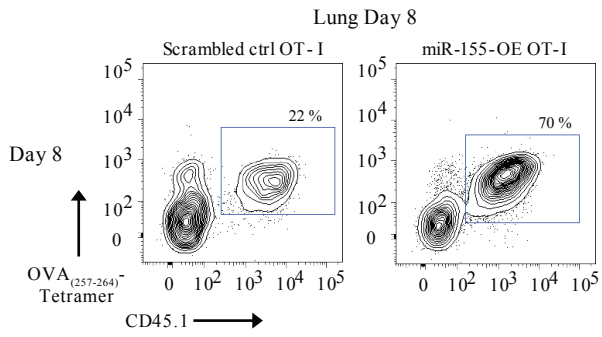 Lung Day 8
Scrambled ctrl OT-I
miR-155-OE OT-I
10^5
10^4
10^3
10^2
0
22 %
0 10^2 10^3 10^4 10^5
10^5
10^4
10^3
10^2
0
70 %
0 10^2 10^3 10^4 10^5
Day 8
OVA(257-264)-
Tetramer
CD45.1